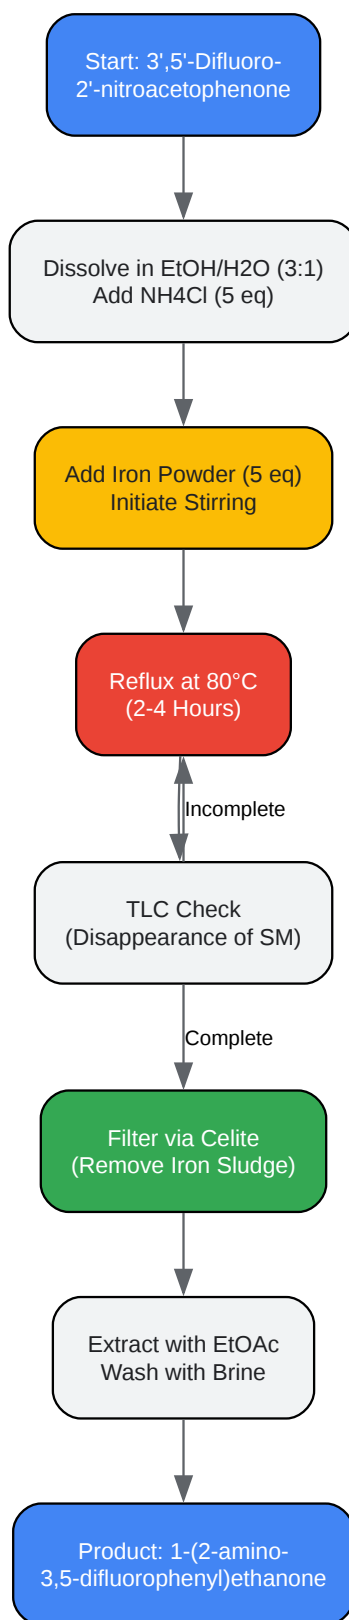 Start: 3',5'-Difluoro-
2'-nitroacetophenone
Dissolve in EtOH/H2O (3:1)
Add NH4Cl (5 eq)
Add Iron Powder (5 eq)
Initiate Stirring
Reflux at 80°C
(2-4 Hours)
Incomplete
TLC Check
(Disappearance of SM)
Complete
Filter via Celite
(Remove Iron Sludge)
Extract with EtOAc
Wash with Brine
Product: 1-(2-amino-
3,5-difluorophenyl)ethanone